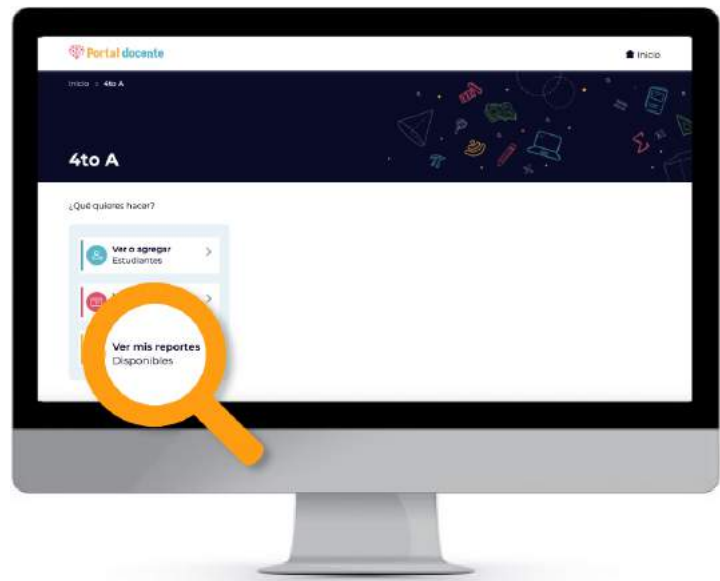 Portal docente
Inicio
Inicio > 4to A
4to A
¿Qué quieres hacer?
Ver o agregar
Estudiantes
Ver mis reportes
Disponibles